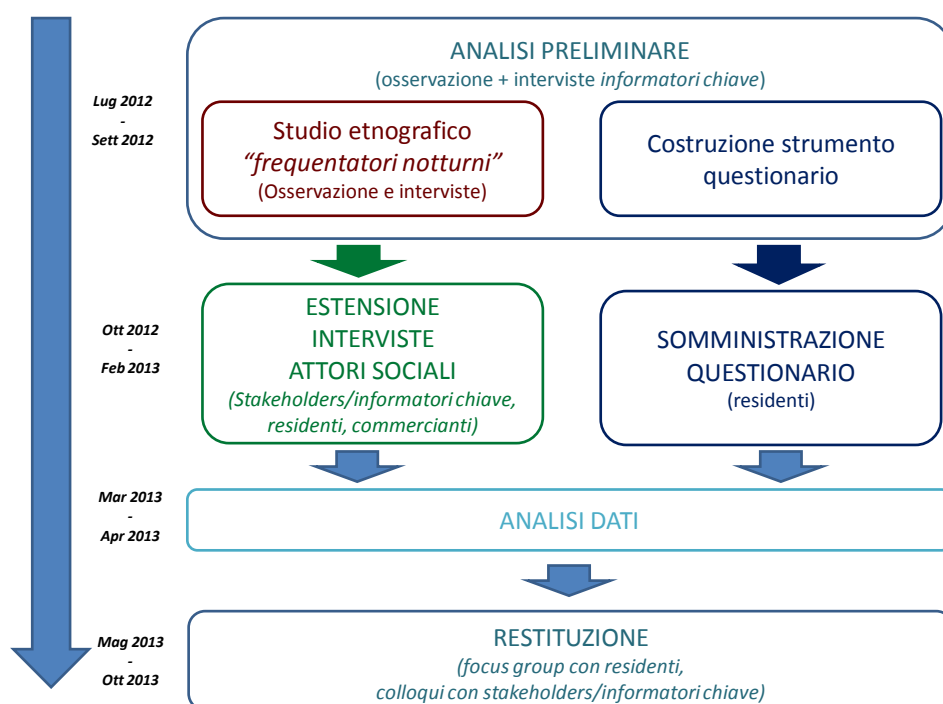 ANALISI PRELIMINARE
(osservazione + interviste informatori chiave)
Lug 2012
-
Sett 2012
Studio etnografico
“frequentatori notturni”
(Osservazione e interviste)
Costruzione strumento
questionario
Ott 2012
-
Feb 2013
ESTENSIONE
INTERVISTE
ATTORI SOCIALI
(Stakeholders/informatori chiave,
residenti, commercianti)
SOMMINISTRAZIONE
QUESTIONARIO
(residenti)
Mar 2013
-
Apr 2013
ANALISI DATI
Mag 2013
-
Ott 2013
RESTITUZIONE
(focus group con residenti,
colloqui con stakeholders/informatori chiave)